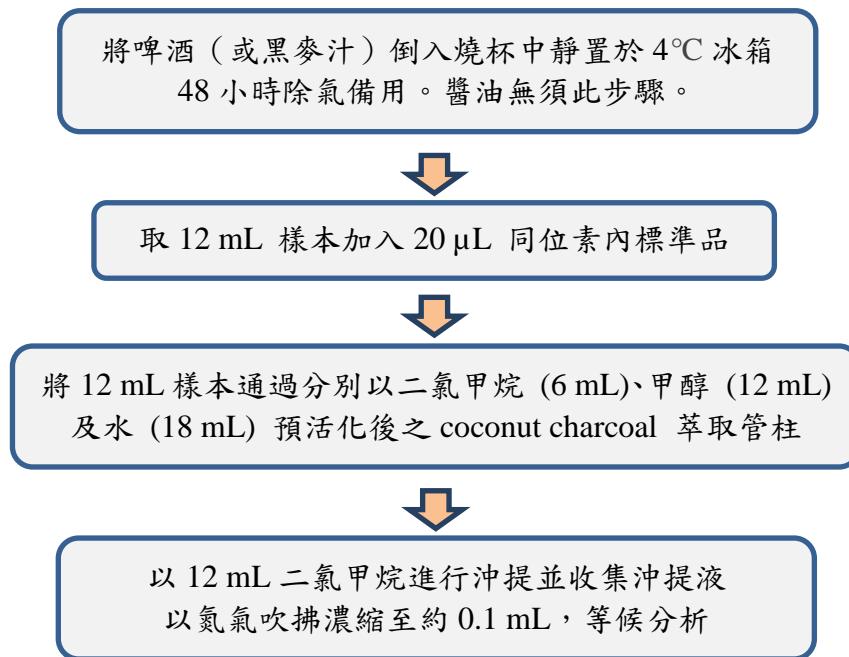 將啤酒（或黑麥汁）倒入燒杯中靜置於 4℃ 冰箱
48 小時除氣備用。醬油無須此步驟。
取 12 mL 樣本加入 20 µL 同位素內標準品
將 12 mL 樣本通過分別以二氯甲烷 (6 mL)、甲醇 (12 mL)
及水 (18 mL) 預活化後之 coconut charcoal 萃取管柱
以 12 mL 二氯甲烷進行沖提並收集沖提液
以氮氣吹拂濃縮至約 0.1 mL，等候分析